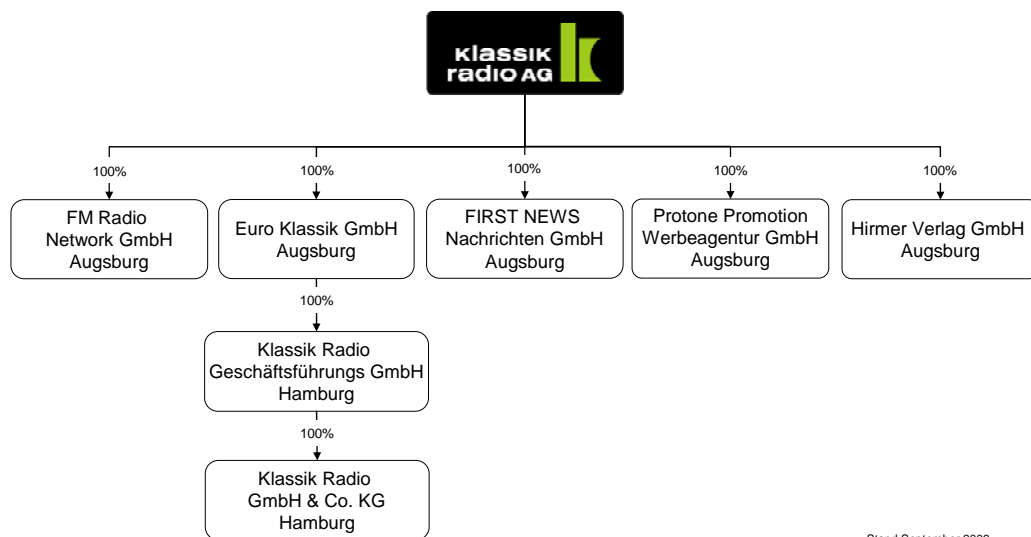 Klassik
radio AG
100%
100%
100%
100%
100%
FM Radio
Network GmbH
Augsburg
Euro Klassik GmbH
Augsburg
FIRST NEWS
Nachrichten GmbH
Augsburg
Protone Promotion
Werbeagentur GmbH
Augsburg
Hirmer Verlag GmbH
Augsburg
100%
Klassik Radio
Geschäftsführungs GmbH
Hamburg
100%
Klassik Radio
GmbH & Co. KG
Hamburg
Stand September